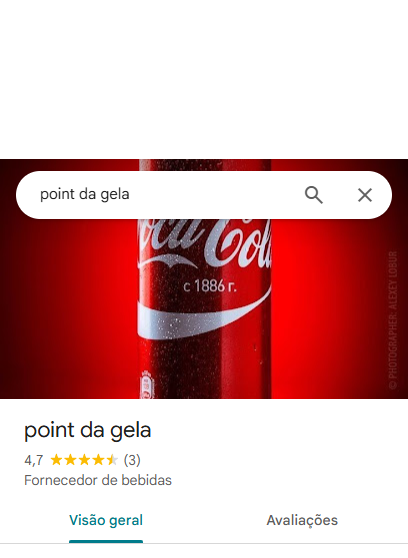 point da gela
Coca Cola
с 1886 г.
© PHOTOGRAPHER: ALEXEY LOBUR
point da gela
4,7 (3)
Fornecedor de bebidas
Visão geral Avaliações